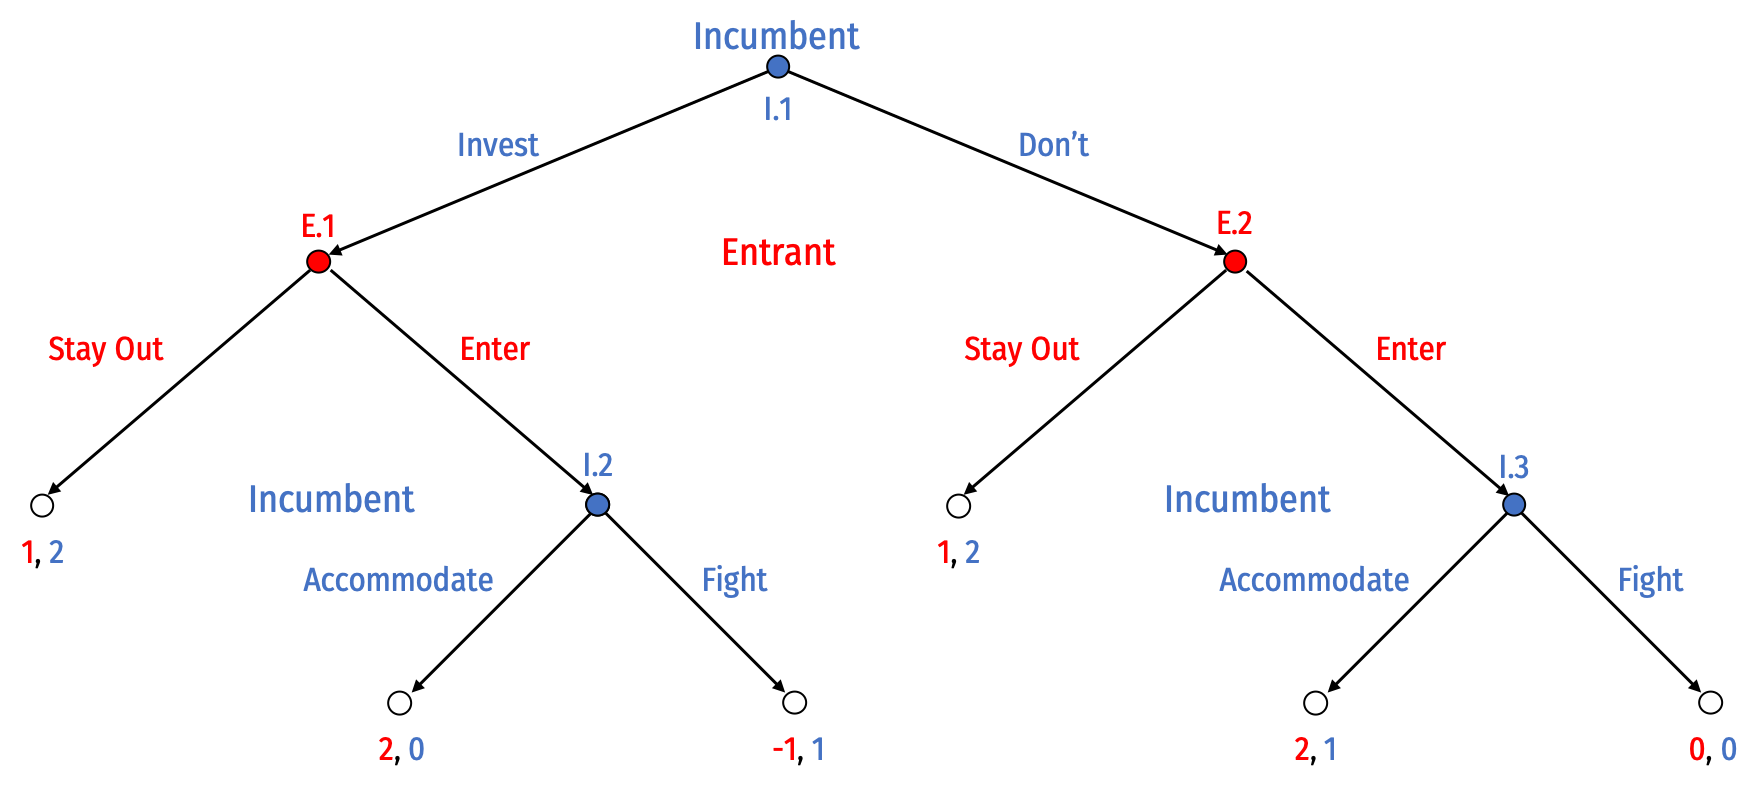 Incumbent
I.1
Invest
Don’t
E.1
Entrant
E.2
Stay Out
Enter
Stay Out
Enter
I.2
I.3
Incumbent
Incumbent
1, 2
1, 2
Accommodate
Fight
Accommodate
Fight
2, 0
-1, 1
2, 1
0, 0